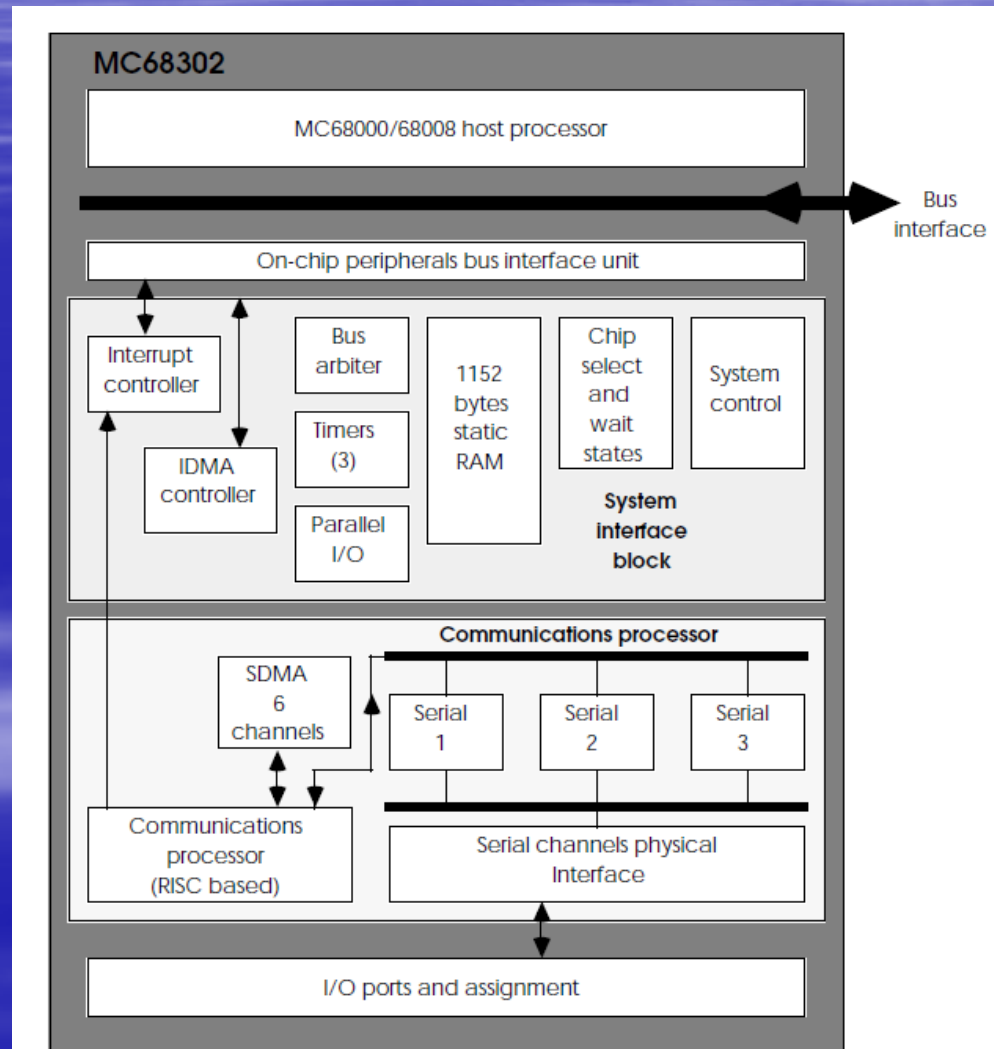 MC68302
MC68000/68008 host processor
Bus
interface
On-chip peripherals bus interface unit
Interrupt
controller
IDMA
controller
Bus
arbiter
Timers
(3)
Parallel
I/O
1152
bytes
static
RAM
Chip
select
and
wait
states
System
control
System
interface
block
Communications processor
SDMA
6
channels
Serial
1
Serial
2
Serial
3
Communications
processor
(RISC based)
Serial channels physical
Interface
I/O ports and assignment